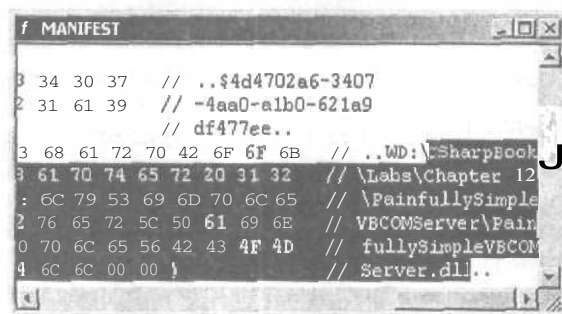 f MANIFEST
3 34 30 37 // ..$4d4702a6-3407
2 31 61 39 // -4aa0-a1b0-621a9
// df477ee..
3 68 61 72 70 42 6F 6F 6B // ..WD:\CSharpBook
3 61 70 74 65 72 20 31 32 // \Labs\Chapter 12
: 6C 79 53 69 6D 70 6C 65 // \PainfullySimple
2 76 65 72 5C 50 61 69 6E // VBCOMServer\Pain
0 70 6C 65 56 42 43 4F 4D // fullySimpleVBCOM
4 6C 6C 00 00 ) // Server.dll..